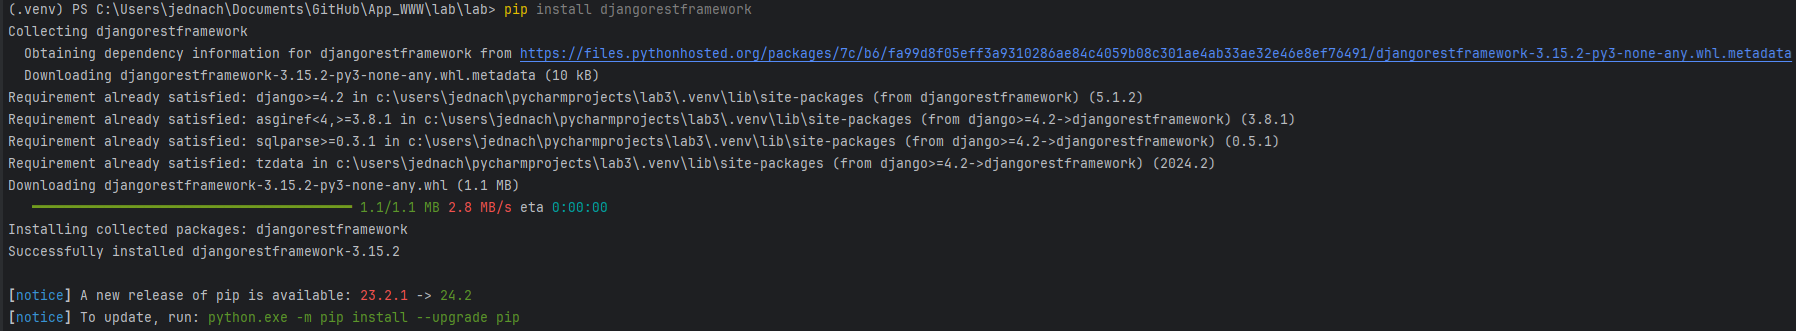 (.venv) PS C:\Users\jednach\Documents\GitHub\App_WWW\lab\lab> pip install djangorestframework
Collecting djangorestframework
  Obtaining dependency information for djangorestframework from https://files.pythonhosted.org/packages/7c/b6/fa99d8f05eff3a9310286ae84c4059b08c301ae4ab33ae32e46e8ef76491/djangorestframework-3.15.2-py3-none-any.whl.metadata
  Downloading djangorestframework-3.15.2-py3-none-any.whl.metadata (10 kB)
Requirement already satisfied: django>=4.2 in c:\users\jednach\pycharmprojects\lab3\.venv\lib\site-packages (from djangorestframework) (5.1.2)
Requirement already satisfied: asgiref<4,>=3.8.1 in c:\users\jednach\pycharmprojects\lab3\.venv\lib\site-packages (from django>=4.2->djangorestframework) (3.8.1)
Requirement already satisfied: sqlparse>=0.3.1 in c:\users\jednach\pycharmprojects\lab3\.venv\lib\site-packages (from django>=4.2->djangorestframework) (0.5.1)
Requirement already satisfied: tzdata in c:\users\jednach\pycharmprojects\lab3\.venv\lib\site-packages (from django>=4.2->djangorestframework) (2024.2)
Downloading djangorestframework-3.15.2-py3-none-any.whl (1.1 MB)
1.1/1.1 MB 2.8 MB/s eta 0:00:00
Installing collected packages: djangorestframework
Successfully installed djangorestframework-3.15.2
[notice] A new release of pip is available: 23.2.1 -> 24.2
[notice] To update, run: python.exe -m pip install --upgrade pip